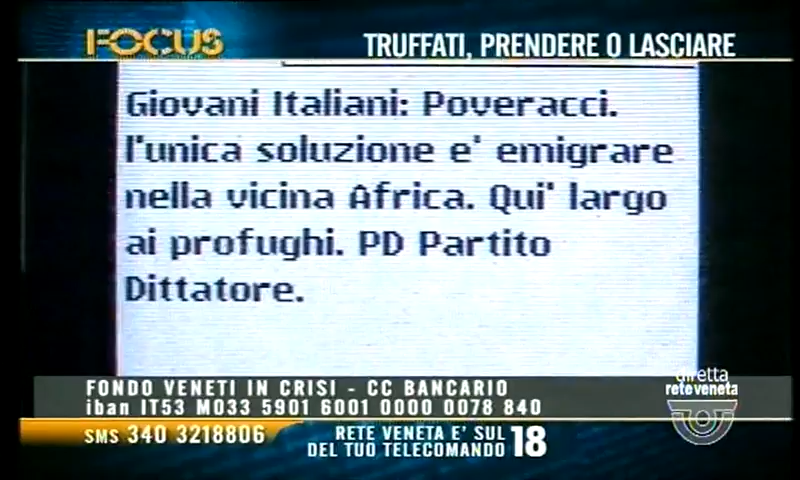 FOCUS
TRUFFATI, PRENDERE O LASCIARE
Giovani Italiani: Poveracci.
l'unica soluzione e' emigrare
nella vicina Africa. Qui' largo
ai profughi. PD Partito
Dittatore.
diretta
reteveneta
FONDO VENETI IN CRISI - CC BANCARIO
iban IT53 M033 5901 6001 0000 0078 840
SMS 340 3218806
RETE VENETA E' SUL
DEL TUO TELECOMANDO 18